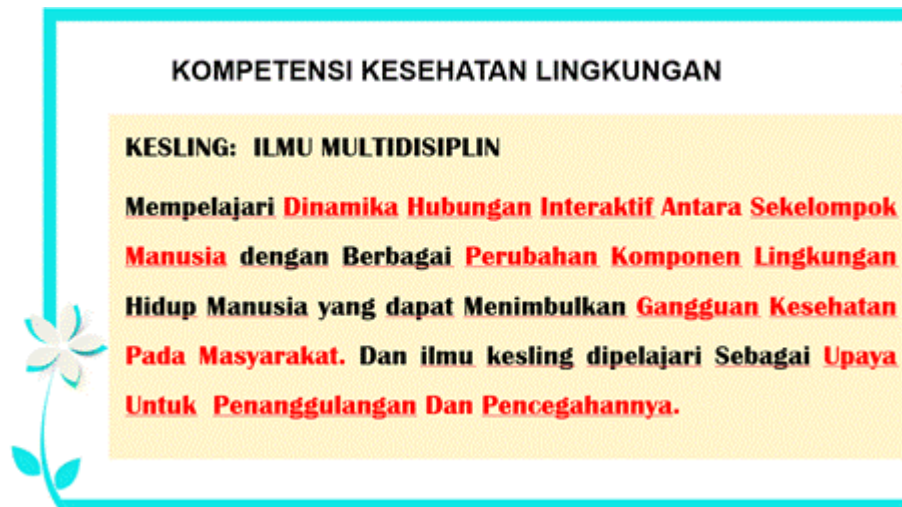 KOMPETENSI KESEHATAN LINGKUNGAN
KESLING: ILMU MULTIDISIPLIN
Mempelajari Dinamika Hubungan Interaktif Antara Sekelompok
Manusia dengan Berbagai Perubahan Komponen Lingkungan
Hidup Manusia yang dapat Menimbulkan Gangguan Kesehatan
Pada Masyarakat. Dan ilmu kesling dipelajari Sebagai Upaya
Untuk Penanggulangan Dan Pencegahannya.